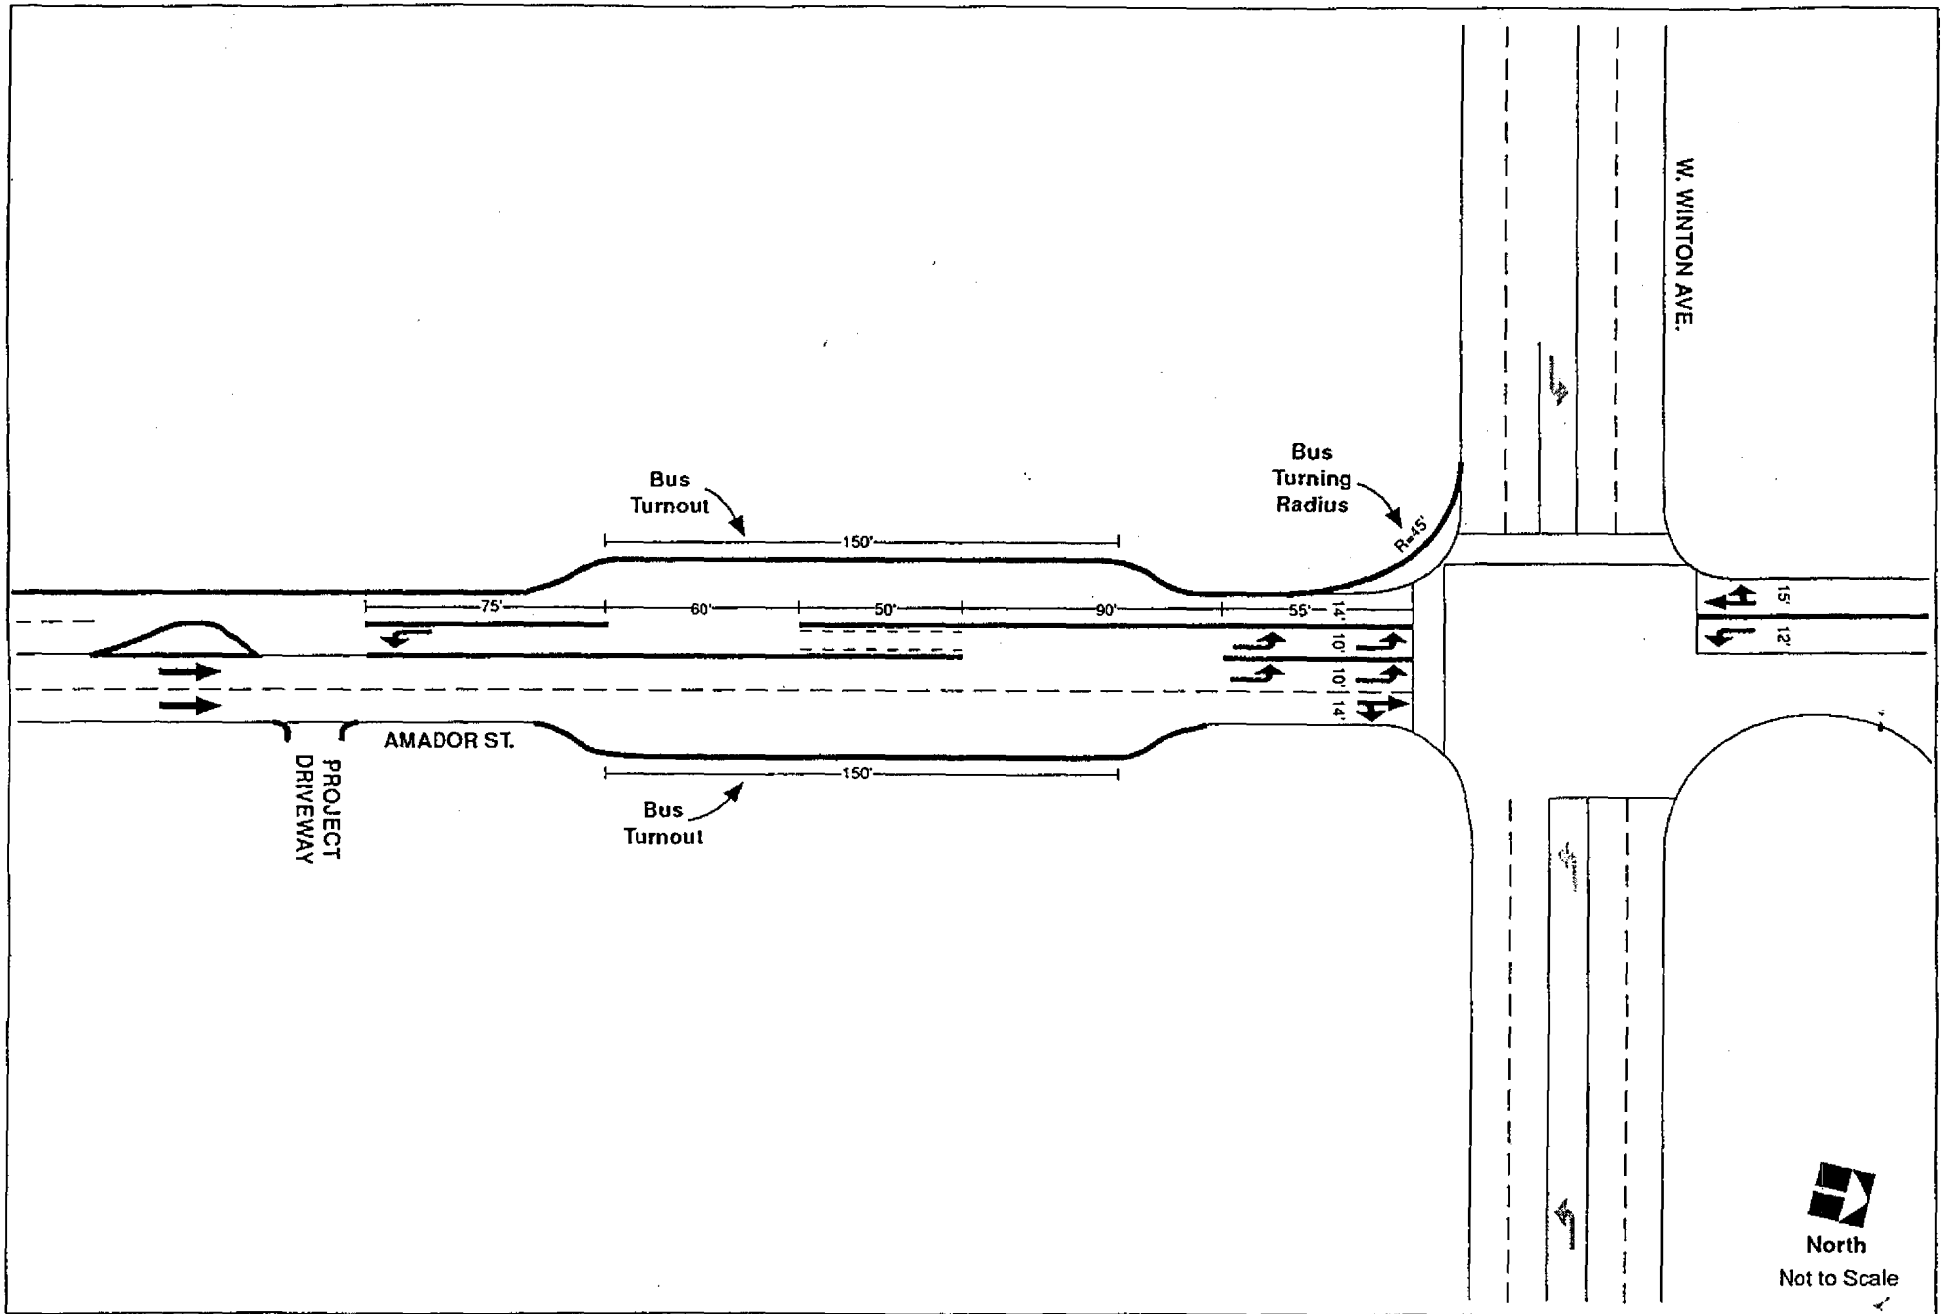 W. WINTON AVE.
Bus
Turning
Radius
R=45'
Bus
Turnout
150'
75'
60'
50'
90'
55'
14'
10'
10'
14'
15'
12'
AMADOR ST.
PROJECT
DRIVEWAY
150'
Bus
Turnout
North
Not to Scale